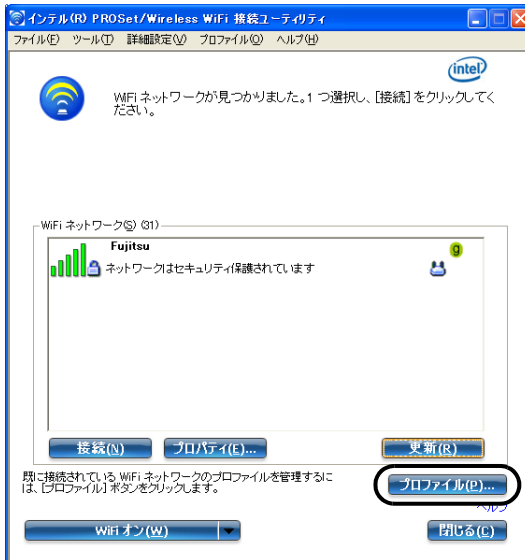 インテル(R) PROSet/Wireless WiFi 接続ユーティリティ
ファイル(F) ツール(T) 詳細設定(V) プロファイル(O) ヘルプ(H)
intel
WiFi ネットワークが見つかりました。1 つ選択し、[接続] をクリックしてく
ださい。
WiFi ネットワーク(S) (31)
Fujitsu
g
ネットワークはセキュリティ保護されています
接続(N) プロパティ(E)... 更新(R)
既に接続されている WiFi ネットワークのプロファイルを管理するに
は、[プロファイル] ボタンをクリックします。
プロファイル(P)...
ヘルプ
WiFi オン(W) 閉じる(C)